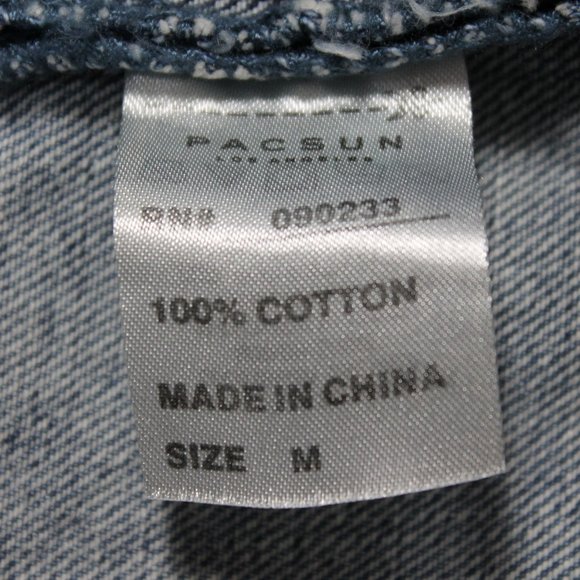 PACSUN
LOS ANGELES
RN# 090233
100% COTTON
MADE IN CHINA
SIZE M